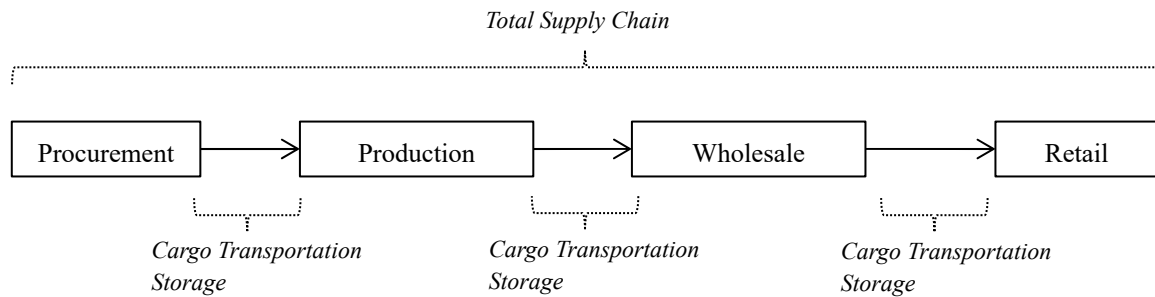 Total Supply Chain
Procurement
Production
Wholesale
Retail
Cargo Transportation
Storage
Cargo Transportation
Storage
Cargo Transportation
Storage